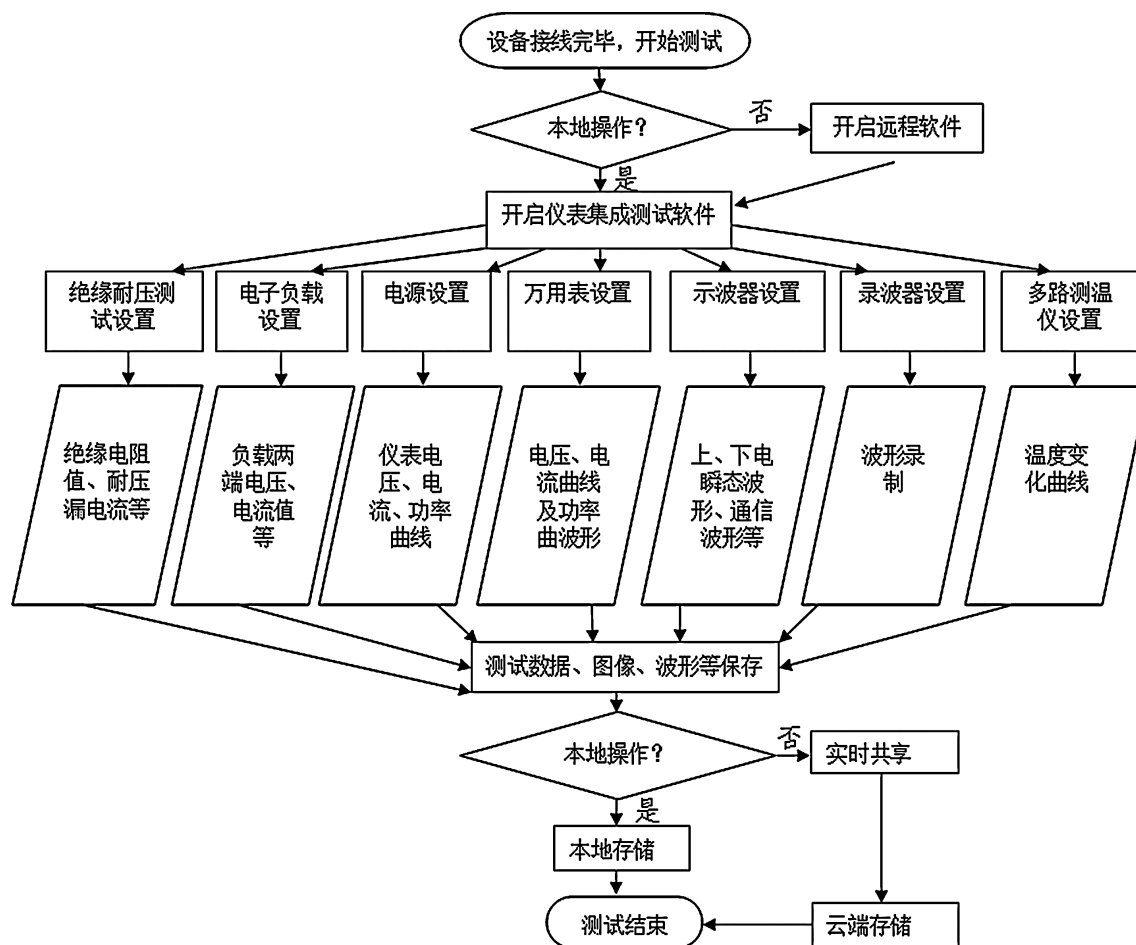 设备接线完毕，开始测试
本地操作？
否
开启远程软件
是
开启仪表集成测试软件
绝缘耐压测
试设置
电子负载
设置
电源设置
万用表设置
示波器设置
录波器设置
多路测温
仪设置
绝缘电阻
值、耐压
漏电流等
负载两
端电压、
电流值
等
仪表电
压、电
流、功率
曲线
电压、电
流曲线
及功率
曲波形
上、下电
瞬态波
形、通信
波形等
波形录
制
温度变
化曲线
测试数据、图像、波形等保存
本地操作？
否
实时共享
是
本地存储
测试结束
云端存储